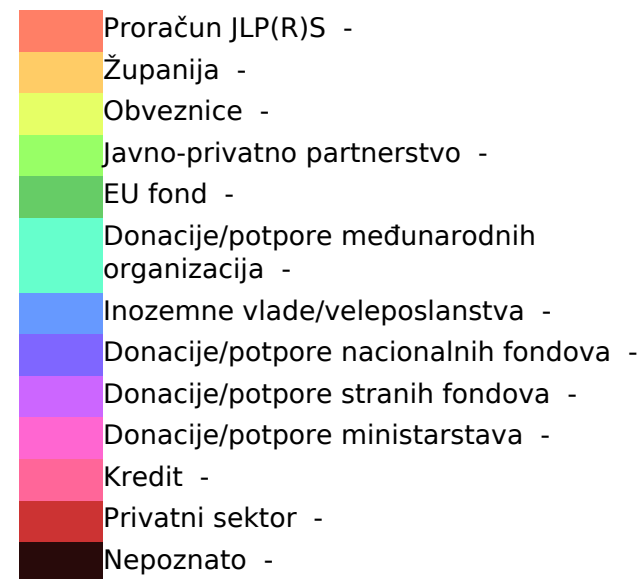 Proračun JLP(R)S -
Županija -
Obveznice -
Javno-privatno partnerstvo -
EU fond -
Donacije/potpore međunarodnih
organizacija -
Inozemne vlade/veleposlanstva -
Donacije/potpore nacionalnih fondova -
Donacije/potpore stranih fondova -
Donacije/potpore ministarstava -
Kredit -
Privatni sektor -
Nepoznato -